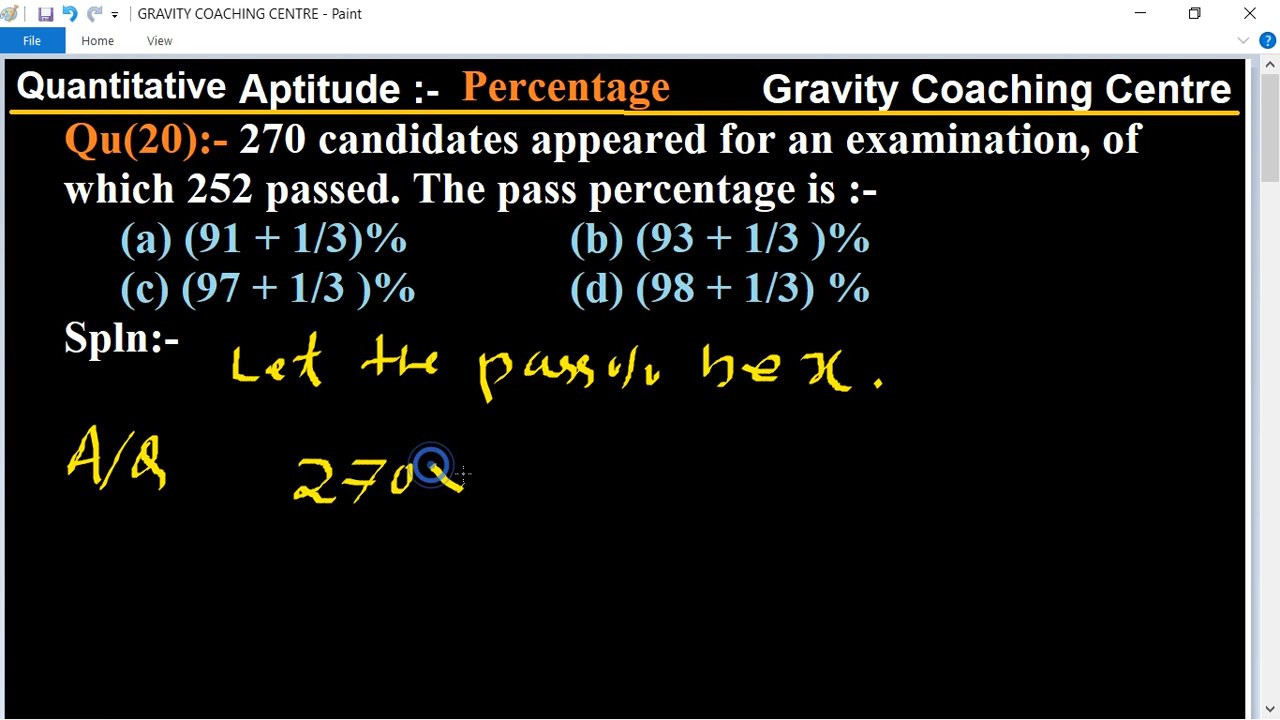 GRAVITY COACHING CENTRE - Paint
File Home View
Quantitative Aptitude :- Percentage Gravity Coaching Centre
Qu(20):- 270 candidates appeared for an examination, of
which 252 passed. The pass percentage is :-
(a) (91 + 1/3)% (b) (93 + 1/3 )%
(c) (97 + 1/3 )% (d) (98 + 1/3) %
Spln:- Let the pass % be x.
A/Q 270